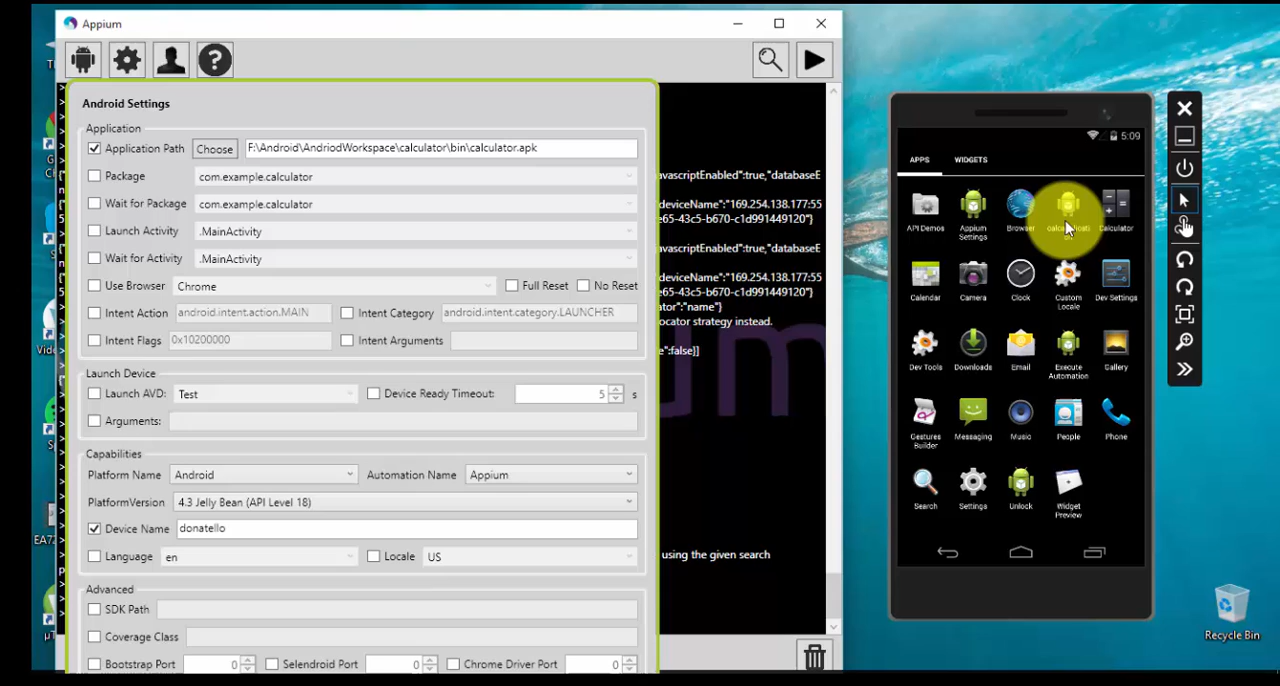 Appium
Android Settings
Application
Application Path Choose F:\Android\AndriodWorkspace\calculator\bin\calculator.apk
Package com.example.calculator
Wait for Package com.example.calculator
Launch Activity .MainActivity
Wait for Activity .MainActivity
Use Browser Chrome Full Reset No Reset
Intent Action android.intent.action.MAIN Intent Category android.intent.category.LAUNCHER
Intent Flags 0x10200000 Intent Arguments
Launch Device
Launch AVD: Test Device Ready Timeout: 5 s
Arguments:
Capabilities
Platform Name Android Automation Name Appium
PlatformVersion 4.3 Jelly Bean (API Level 18)
Device Name donatello
Language en Locale US
Advanced
SDK Path
Coverage Class
Bootstrap Port 0 Selendroid Port 0 Chrome Driver Port 0
avascriptEnabled":true,"databaseE
deviceName":"169.254.138.177:55
e65-43c5-b670-c1d991449120"}
avascriptEnabled":true,"databaseE
deviceName":"169.254.138.177:55
e65-43c5-b670-c1d991449120"}
ator":"name"}
ocator strategy instead.
e":false}]
um
using the given search
5:09
APPS WIDGETS
API Demos Appium Settings Browser Calculator
Calendar Camera Clock Custom Locale Dev Settings
Dev Tools Downloads Email Execute Automation Gallery
Gestures Builder Messaging Music People Phone
Search Settings Unlock Widget Preview
Recycle Bin